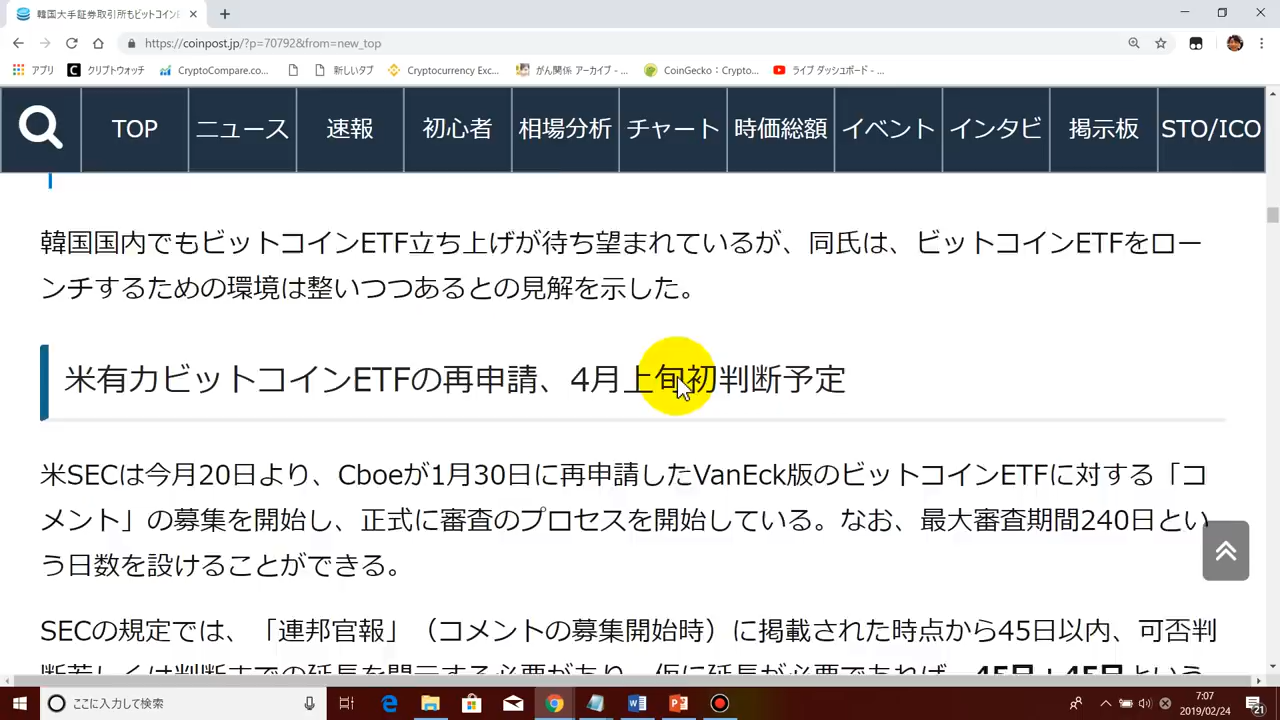 韓国大手証券取引所もビットコイン
https://coinpost.jp/?p=70792&from=new_top
アプリ
クリプトウォッチ
CryptoCompare.co...
新しいタブ
Cryptocurrency Exc...
がん関係 アーカイブ - ...
CoinGecko：Crypto...
ライブ ダッシュボード - ...
TOP
ニュース
速報
初心者
相場分析
チャート
時価総額
イベント
インタビ
掲示板
STO/ICO
韓国国内でもビットコインETF立ち上げが待ち望まれているが、同氏は、ビットコインETFをロー
ンチするための環境は整いつつあるとの見解を示した。
米有力ビットコインETFの再申請、4月上旬初判断予定
米SECは今月20日より、Cboeが1月30日に再申請したVanEck版のビットコインETFに対する「コ
メント」の募集を開始し、正式に審査のプロセスを開始している。なお、最大審査期間240日とい
う日数を設けることができる。
SECの規定では、「連邦官報」（コメントの募集開始時）に掲載された時点から45日以内、可否判
断若しくは判断までの延長を開示する必要があり、仮に延長が必要であれば、45日＋45日という
ここに入力して検索
7:07
2019/02/24
21